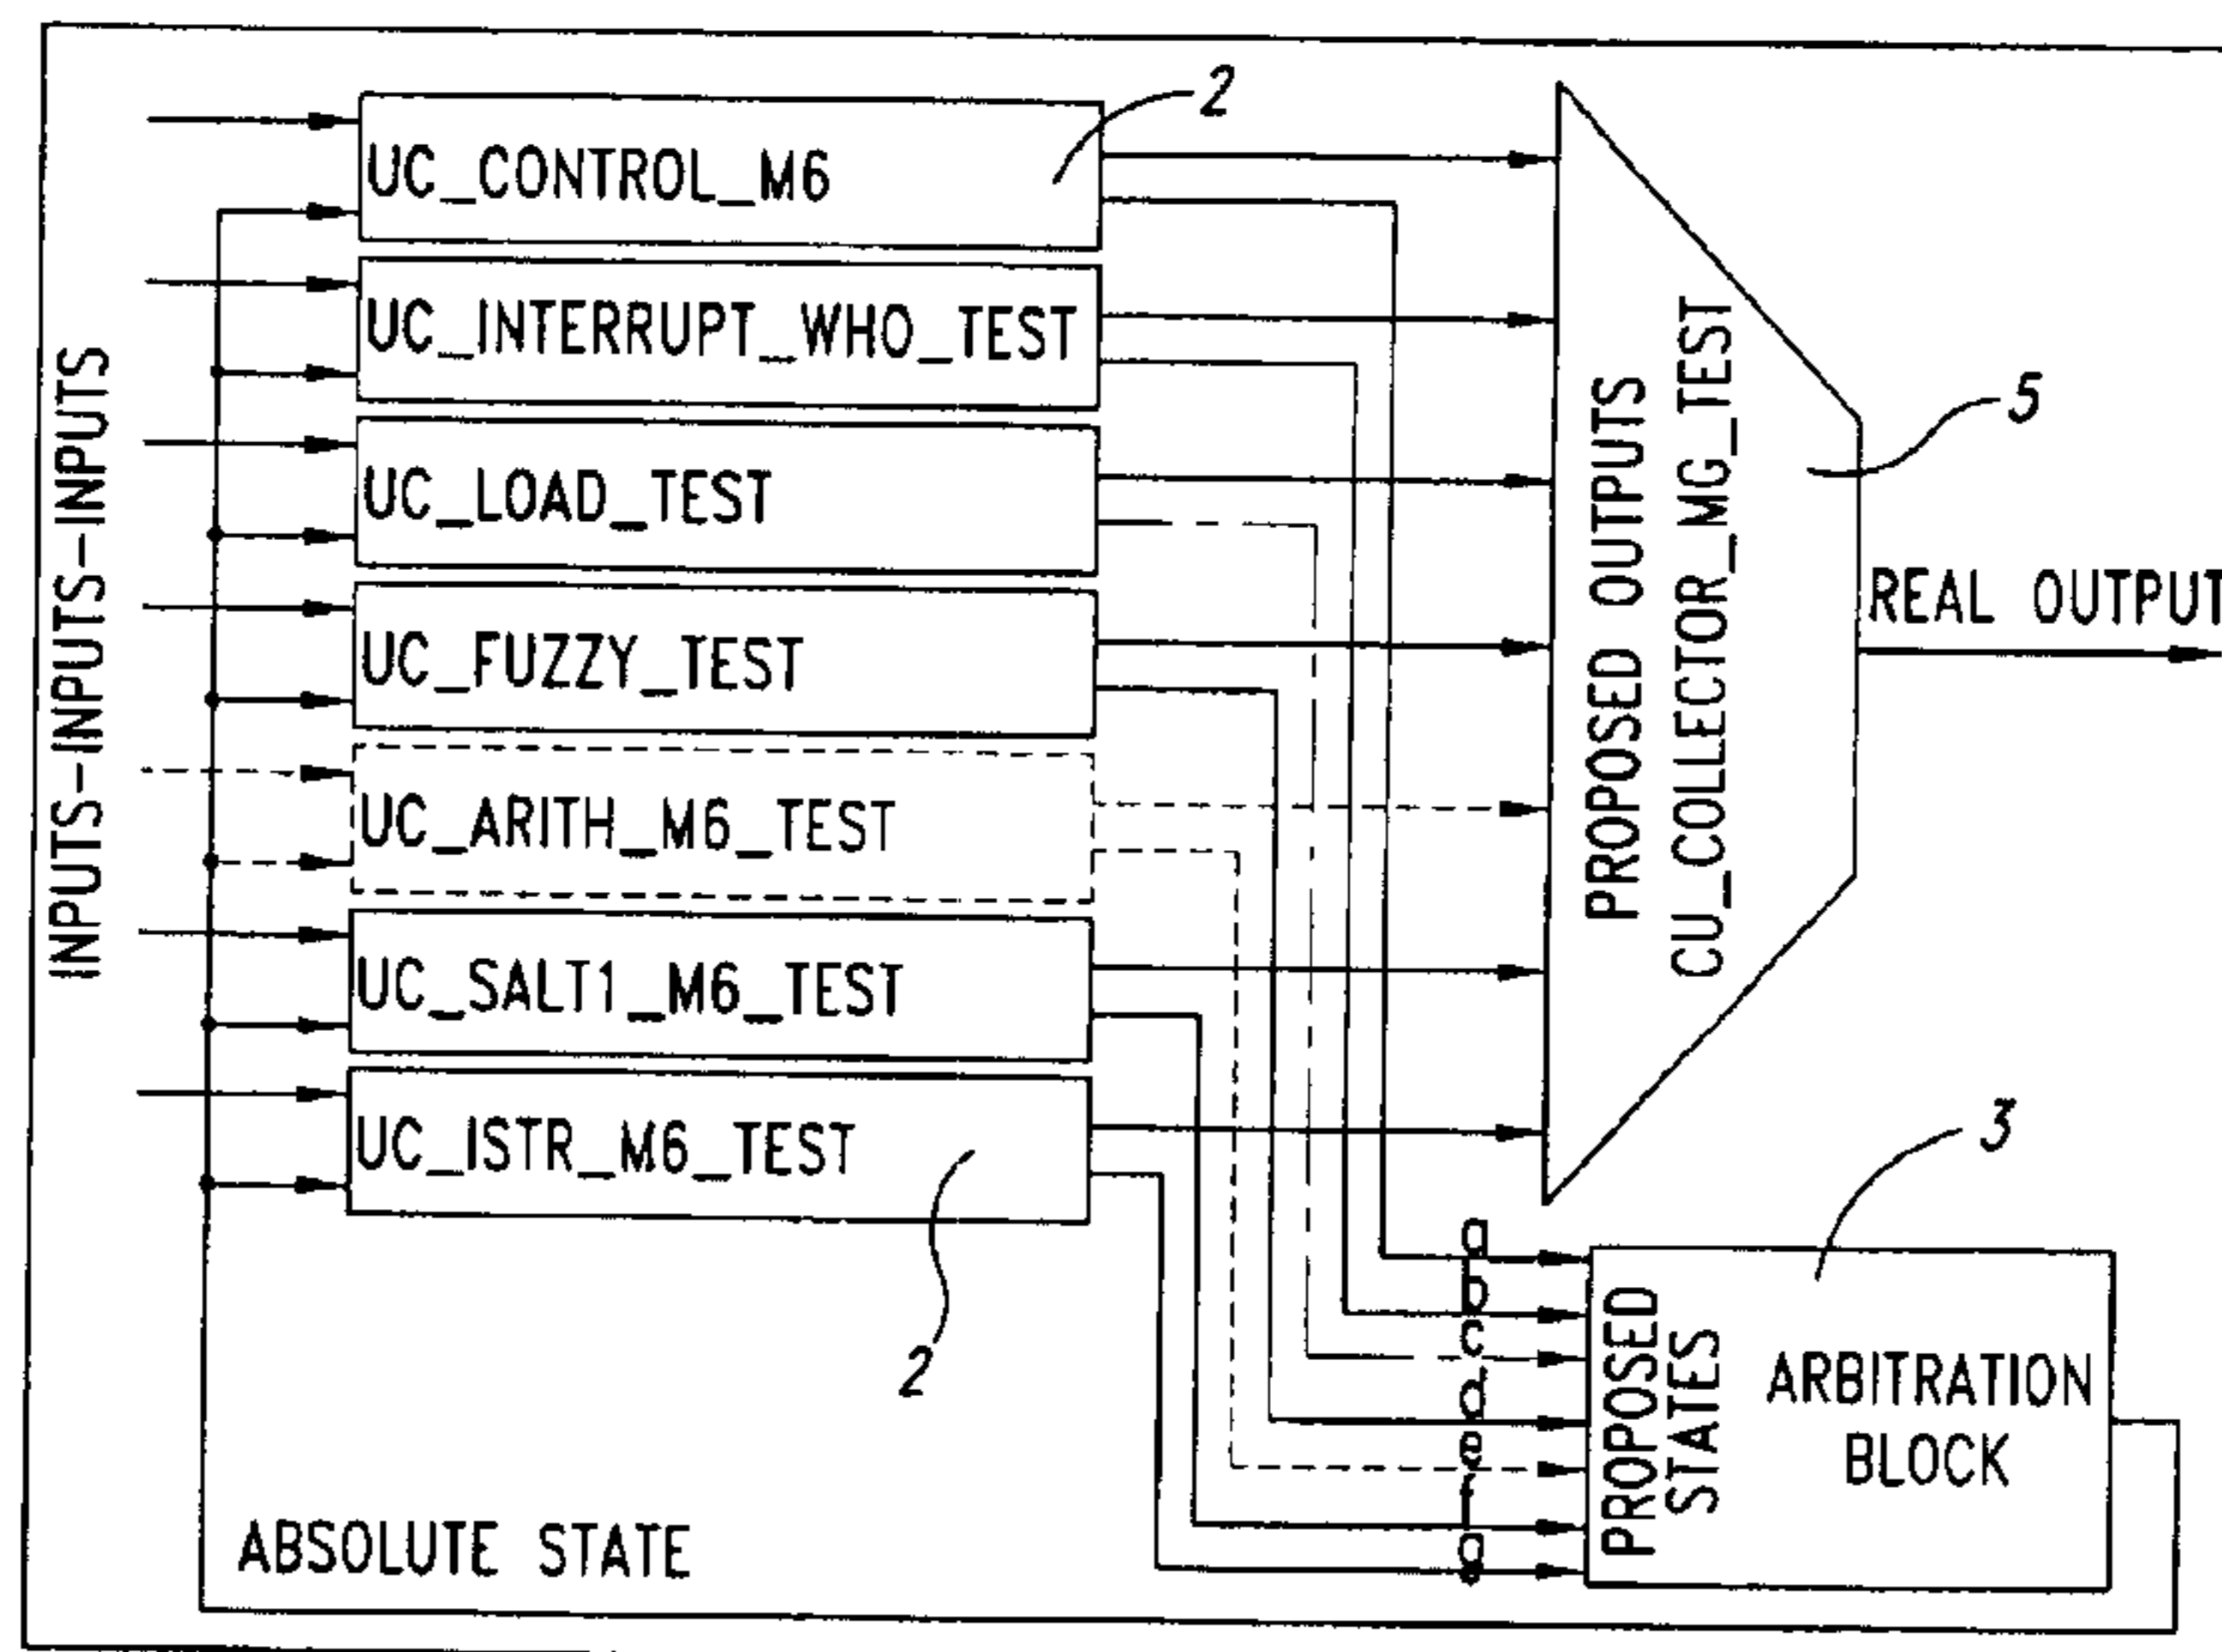 2
UC_CONTROL_M6
UC_INTERRUPT_WHO_TEST
UC_LOAD_TEST
UC_FUZZY_TEST
UC_ARITH_M6_TEST
UC_SALT1_M6_TEST
UC_ISTR_M6_TEST
2
INPUTS-INPUTS-INPUTS
ABSOLUTE STATE
PROPOSED OUTPUTS
CU_COLLECTOR_MG_TEST
5
REAL OUTPUT
3
a
b
c
d
e
f
g
PROPOSED
STATES
ARBITRATION
BLOCK